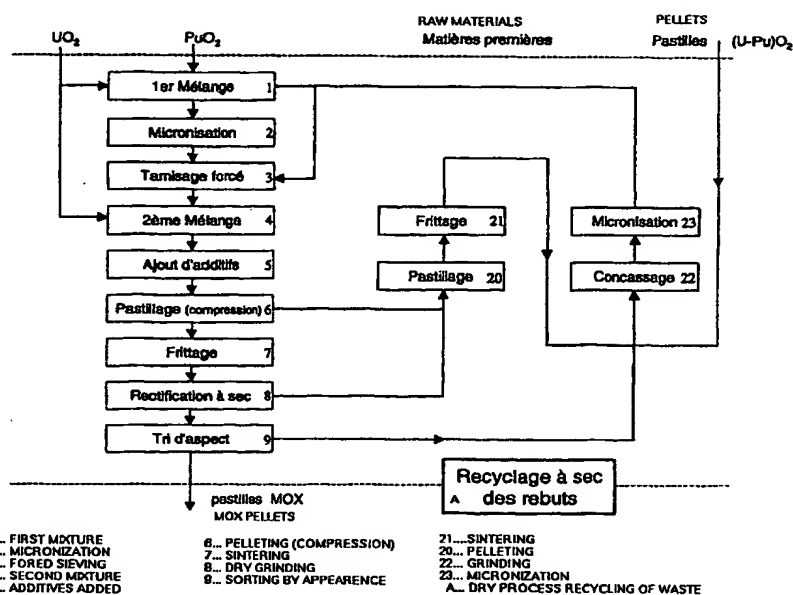 RAW MATERIALS
PELLETS
UO2
PuO2
Matières premières
Pastilles
(U-Pu)O2
1er Mélange 1
Micronisation 2
Tamisage forcé 3
2ème Mélange 4
Frittage 21
Micronisation 23
Ajout d'additifs 5
Pastillage 20
Concassage 22
Pastillage (compression) 6
Frittage 7
Rectification à sec 8
Tri d'aspect 9
Recyclage à sec
A des rebuts
pastilles MOX
MOX PELLETS
... FIRST MIXTURE
... MICRONIZATION
... FORED SIEVING
... SECOND MIXTURE
... ADDITIVES ADDED
6... PELLETING (COMPRESSION)
7... SINTERING
8... DRY GRINDING
9... SORTING BY APPEARENCE
21....SINTERING
20... PELLETING
22... GRINDING
23... MICRONIZATION
A... DRY PROCESS RECYCLING OF WASTE